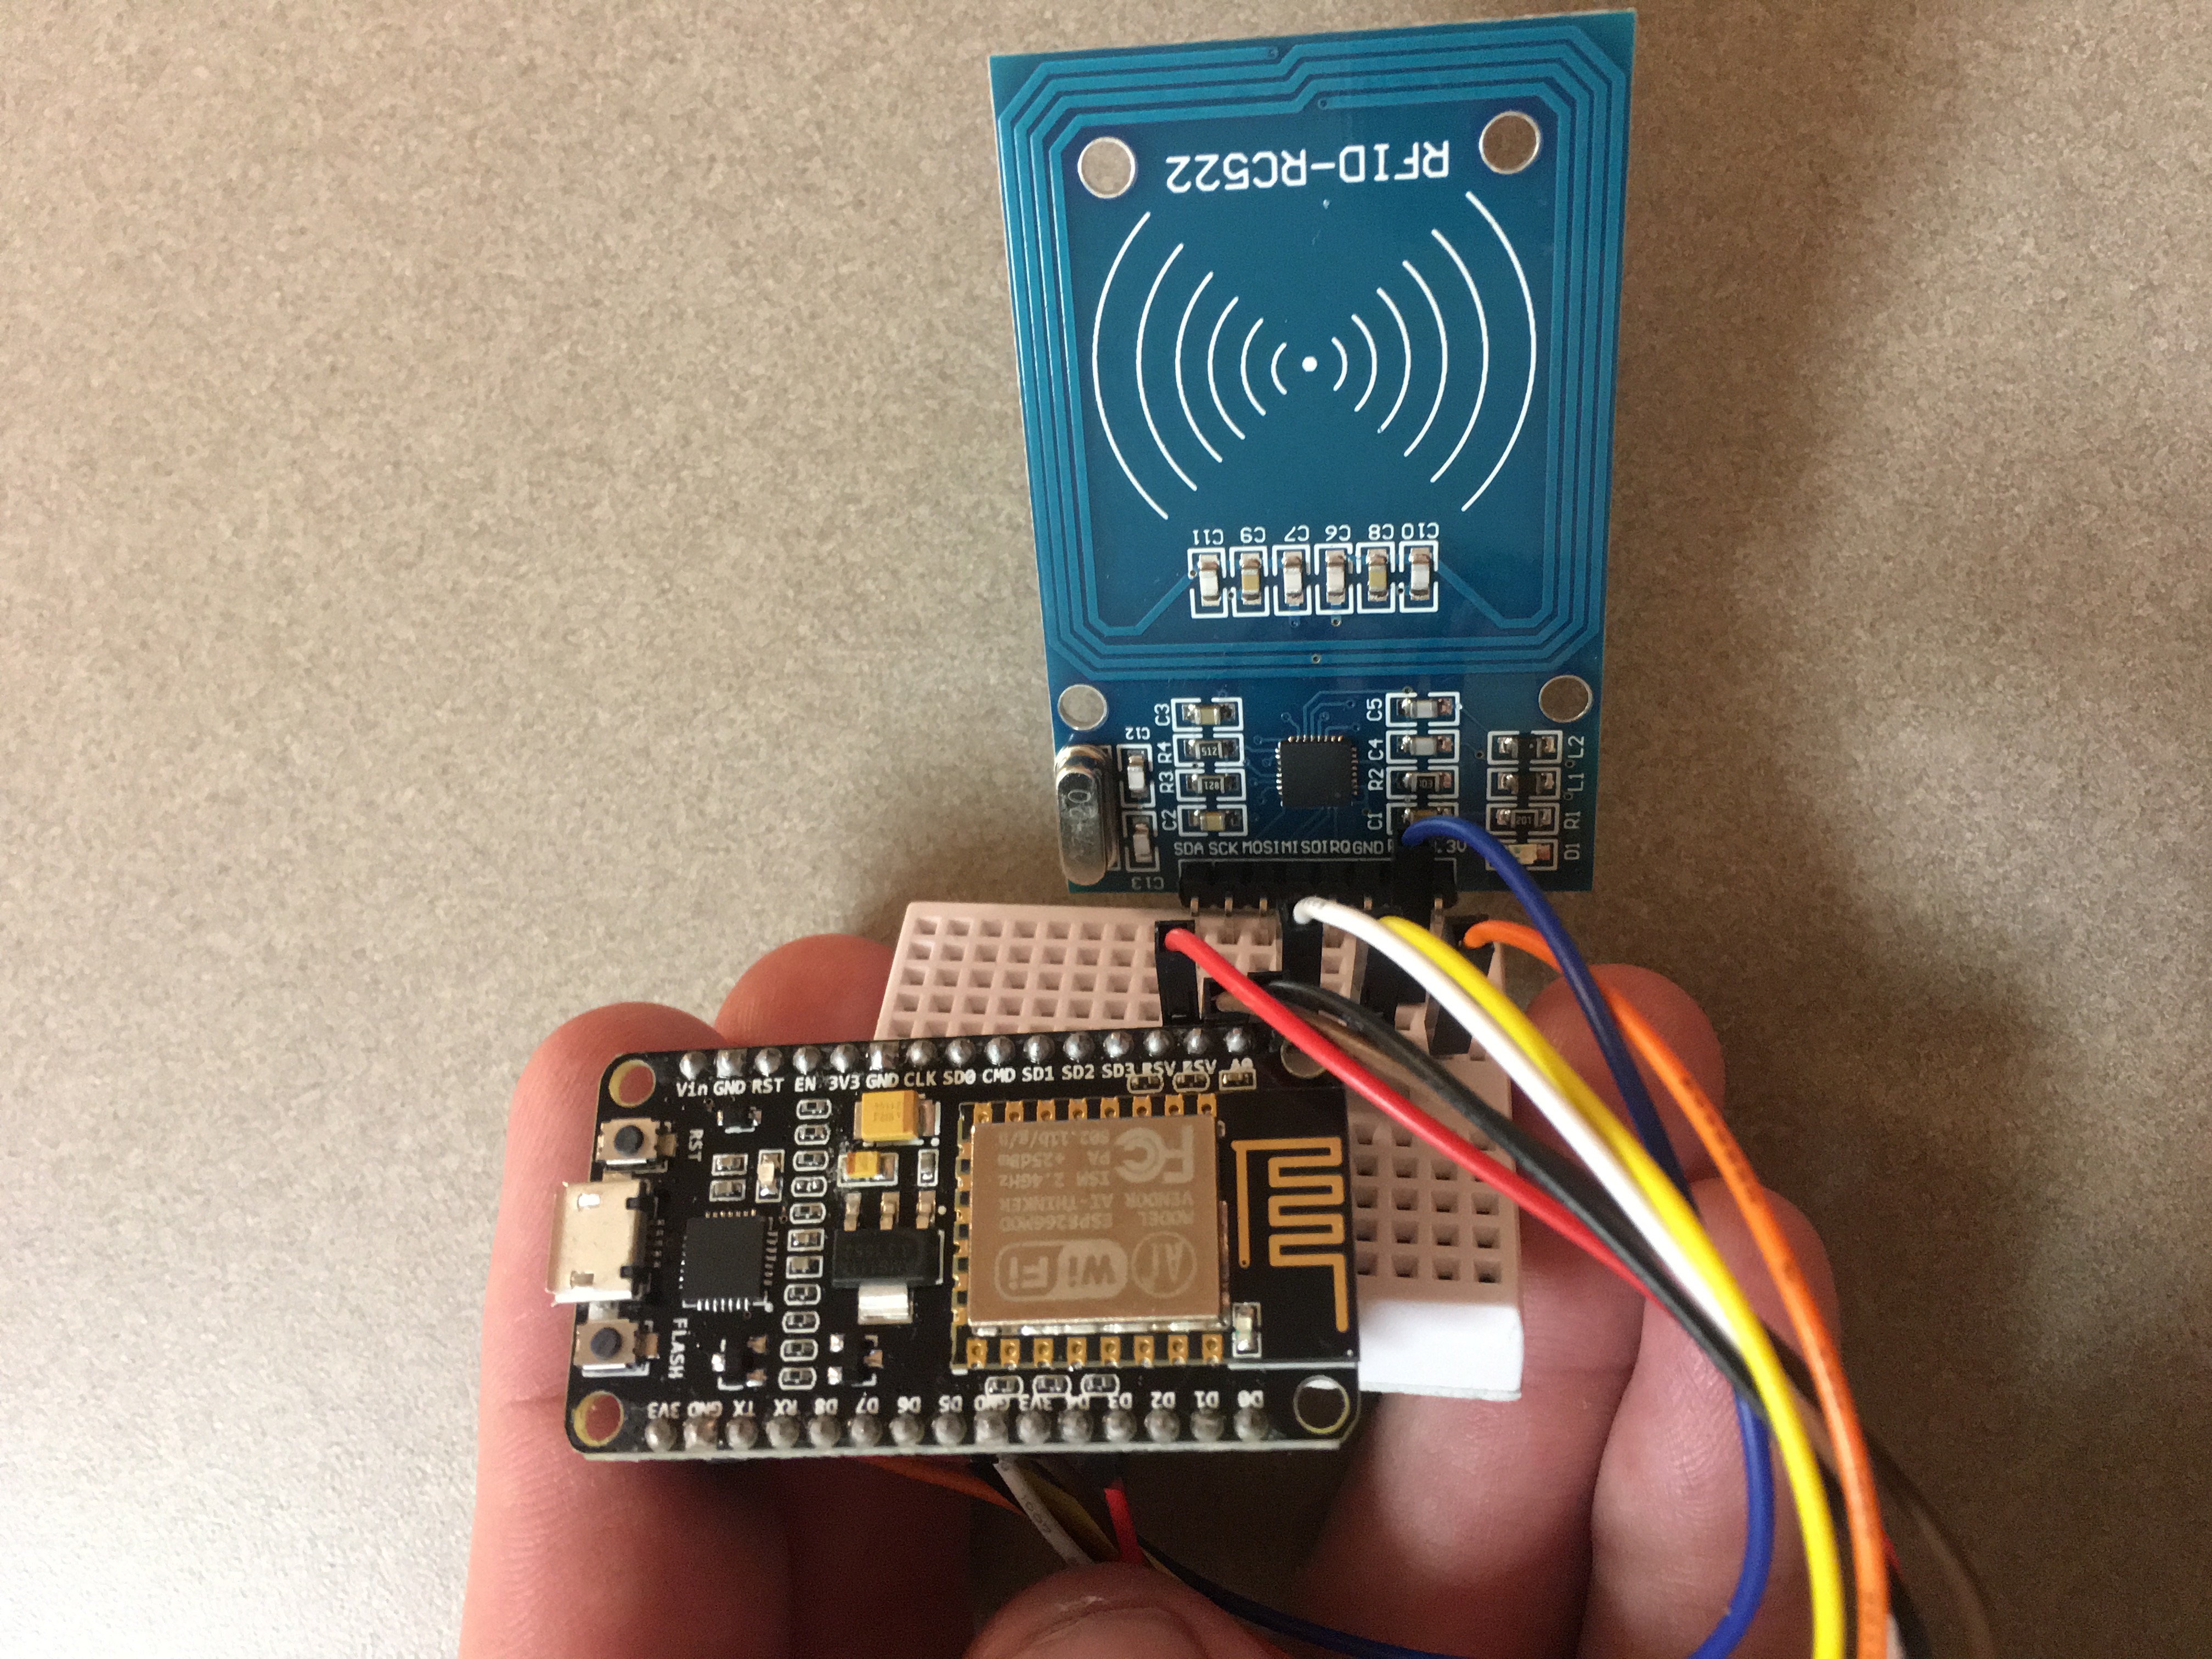 FLASH
RST
3V3
GND
TX
RX
D8
D7
D6
D5
GND
3V3
D4
D3
D2
D1
D0
Vin
GND
RST
EN
3V3
GND
CLK
SD0
CMD
SD1
SD2
SD3
RSV
RSV
A0
Ai
WiFi
MODEL ESP8266MOD
VENDOR AI-THINKER
ISM 2.4GHz
PA +25dBm
802.11b/g/n
FC
C13
C12
C2
R3
R4
C3
SDA
SCK
MOSI
MISO
IRQ
GND
C1
R2
C4
C5
D1
R1
L1
L2
C11
C9
C7
C6
C8
C10
RFID-RC522